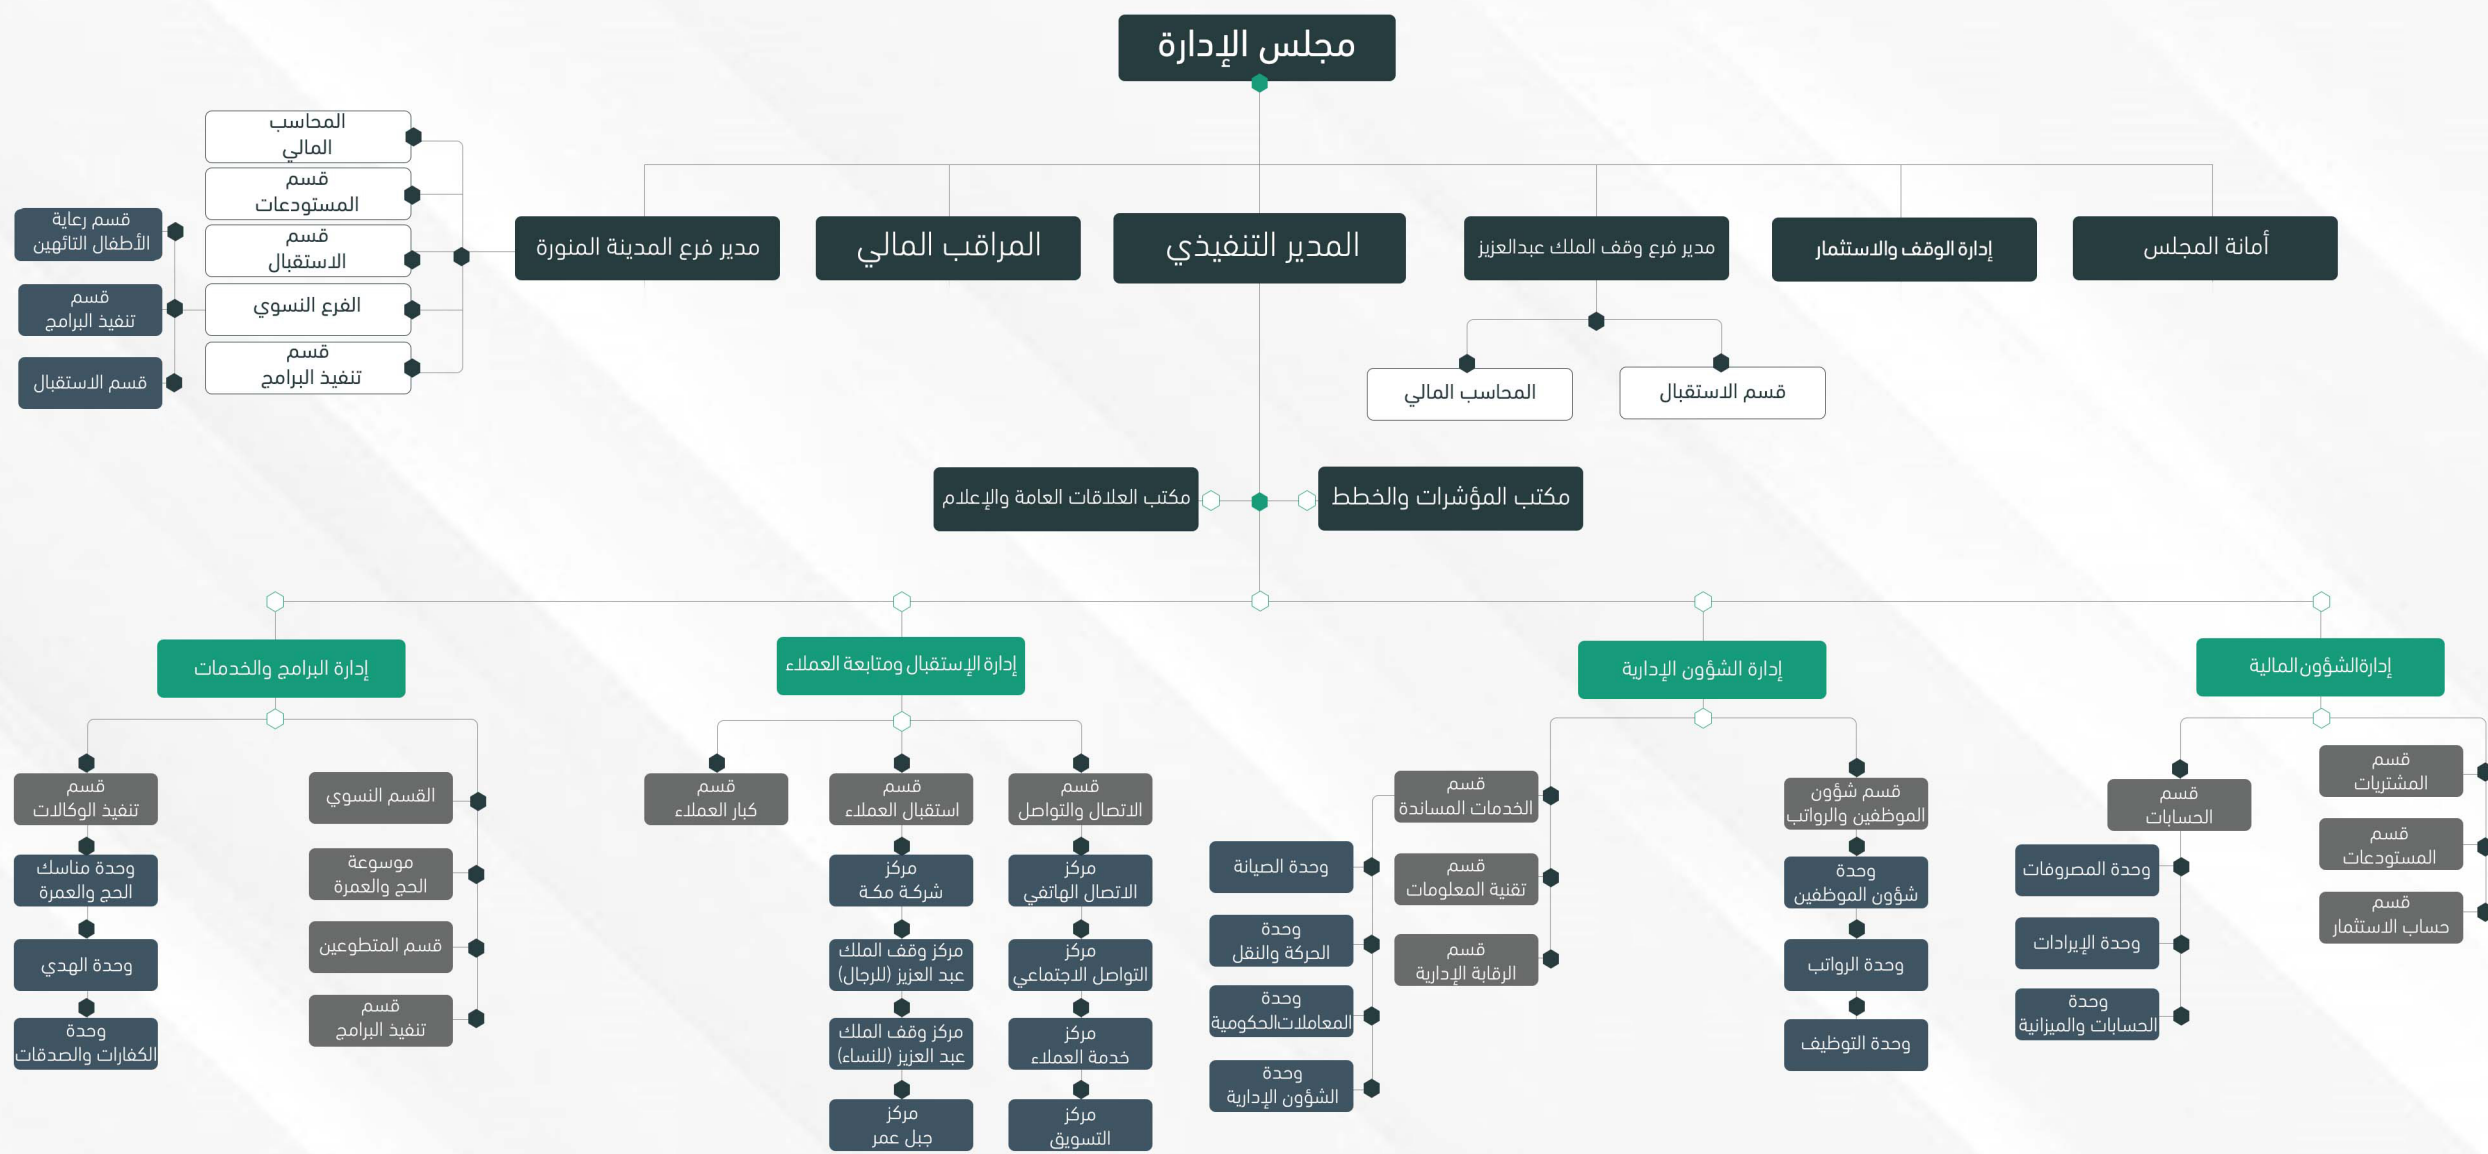 مجلس الإدارة
أمانة المجلس
إدارة الوقف والاستثمار
مدير فرع وقف الملك عبدالعزيز
المدير التنفيذي
المراقب المالي
مدير فرع المدينة المنورة
قسم الاستقبال
المحاسب المالي
المحاسب
المالي
قسم
المستودعات
قسم
الاستقبال
الفرع النسوي
قسم
تنفيذ البرامج
قسم رعاية
الأطفال التائهين
قسم
تنفيذ البرامج
قسم الاستقبال
مكتب المؤشرات والخطط
مكتب العلاقات العامة والإعلام
إدارةالشؤون المالية
قسم
المشتريات
قسم
المستودعات
قسم
حساب الاستثمار
قسم
الحسابات
وحدة المصروفات
وحدة الإيرادات
وحدة
الحسابات والميزانية
إدارة الشؤون الإدارية
قسم شؤون
الموظفين والرواتب
وحدة
شؤون الموظفين
وحدة الرواتب
وحدة التوظيف
قسم
الخدمات المساندة
قسم
تقنية المعلومات
قسم
الرقابة الإدارية
وحدة الصيانة
وحدة
الحركة والنقل
وحدة
المعاملات الحكومية
وحدة
الشؤون الإدارية
إدارة الإستقبال ومتابعة العملاء
قسم
الاتصال والتواصل
مركز
الاتصال الهاتفي
مركز
التواصل الاجتماعي
مركز
خدمة العملاء
مركز
التسويق
قسم
استقبال العملاء
مركز
شركة مكة
مركز وقف الملك
عبد العزيز (للرجال)
مركز وقف الملك
عبد العزيز (للنساء)
مركز
جبل عمر
قسم
كبار العملاء
إدارة البرامج والخدمات
القسم النسوي
موسوعة
الحج والعمرة
قسم المتطوعين
قسم
تنفيذ البرامج
قسم
تنفيذ الوكالات
وحدة مناسك
الحج والعمرة
وحدة الهدي
وحدة
الكفارات والصدقات